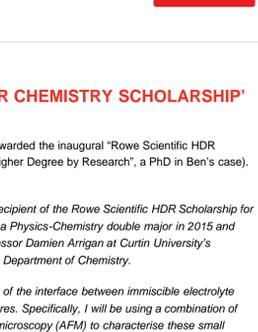 R CHEMISTRY SCHOLARSHIP’
warded the inaugural “Rowe Scientific HDR
igher Degree by Research”, a PhD in Ben’s case).
ecipient of the Rowe Scientific HDR Scholarship for
a Physics-Chemistry double major in 2015 and
essor Damien Arrigan at Curtin University’s
Department of Chemistry.
of the interface between immiscible electrolyte
res. Specifically, I will be using a combination of
microscopy (AFM) to characterise these small